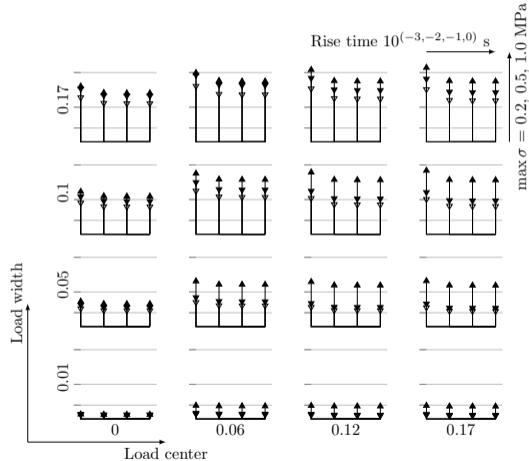 Rise time 10^(−3,−2,−1,0) s
max σ = 0.2, 0.5, 1.0 MPa
0.17
0.1
0.05
0.01
Load width
0 0.06 0.12 0.17
Load center